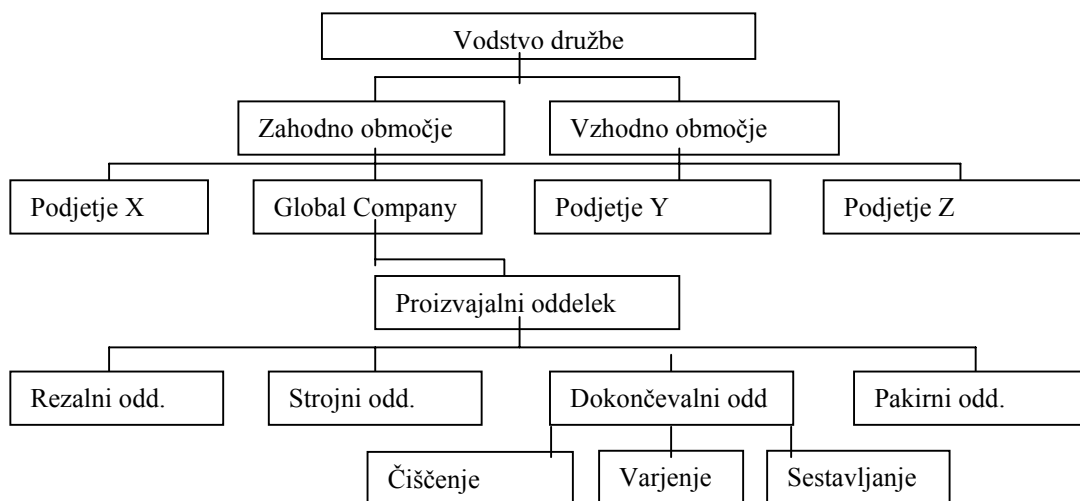 Vodstvo družbe
Zahodno območje
Vzhodno območje
Podjetje X
Global Company
Podjetje Y
Podjetje Z
Proizvajalni oddelek
Rezalni odd.
Strojni odd.
Dokončevalni odd
Pakirni odd.
Čiščenje
Varjenje
Sestavljanje